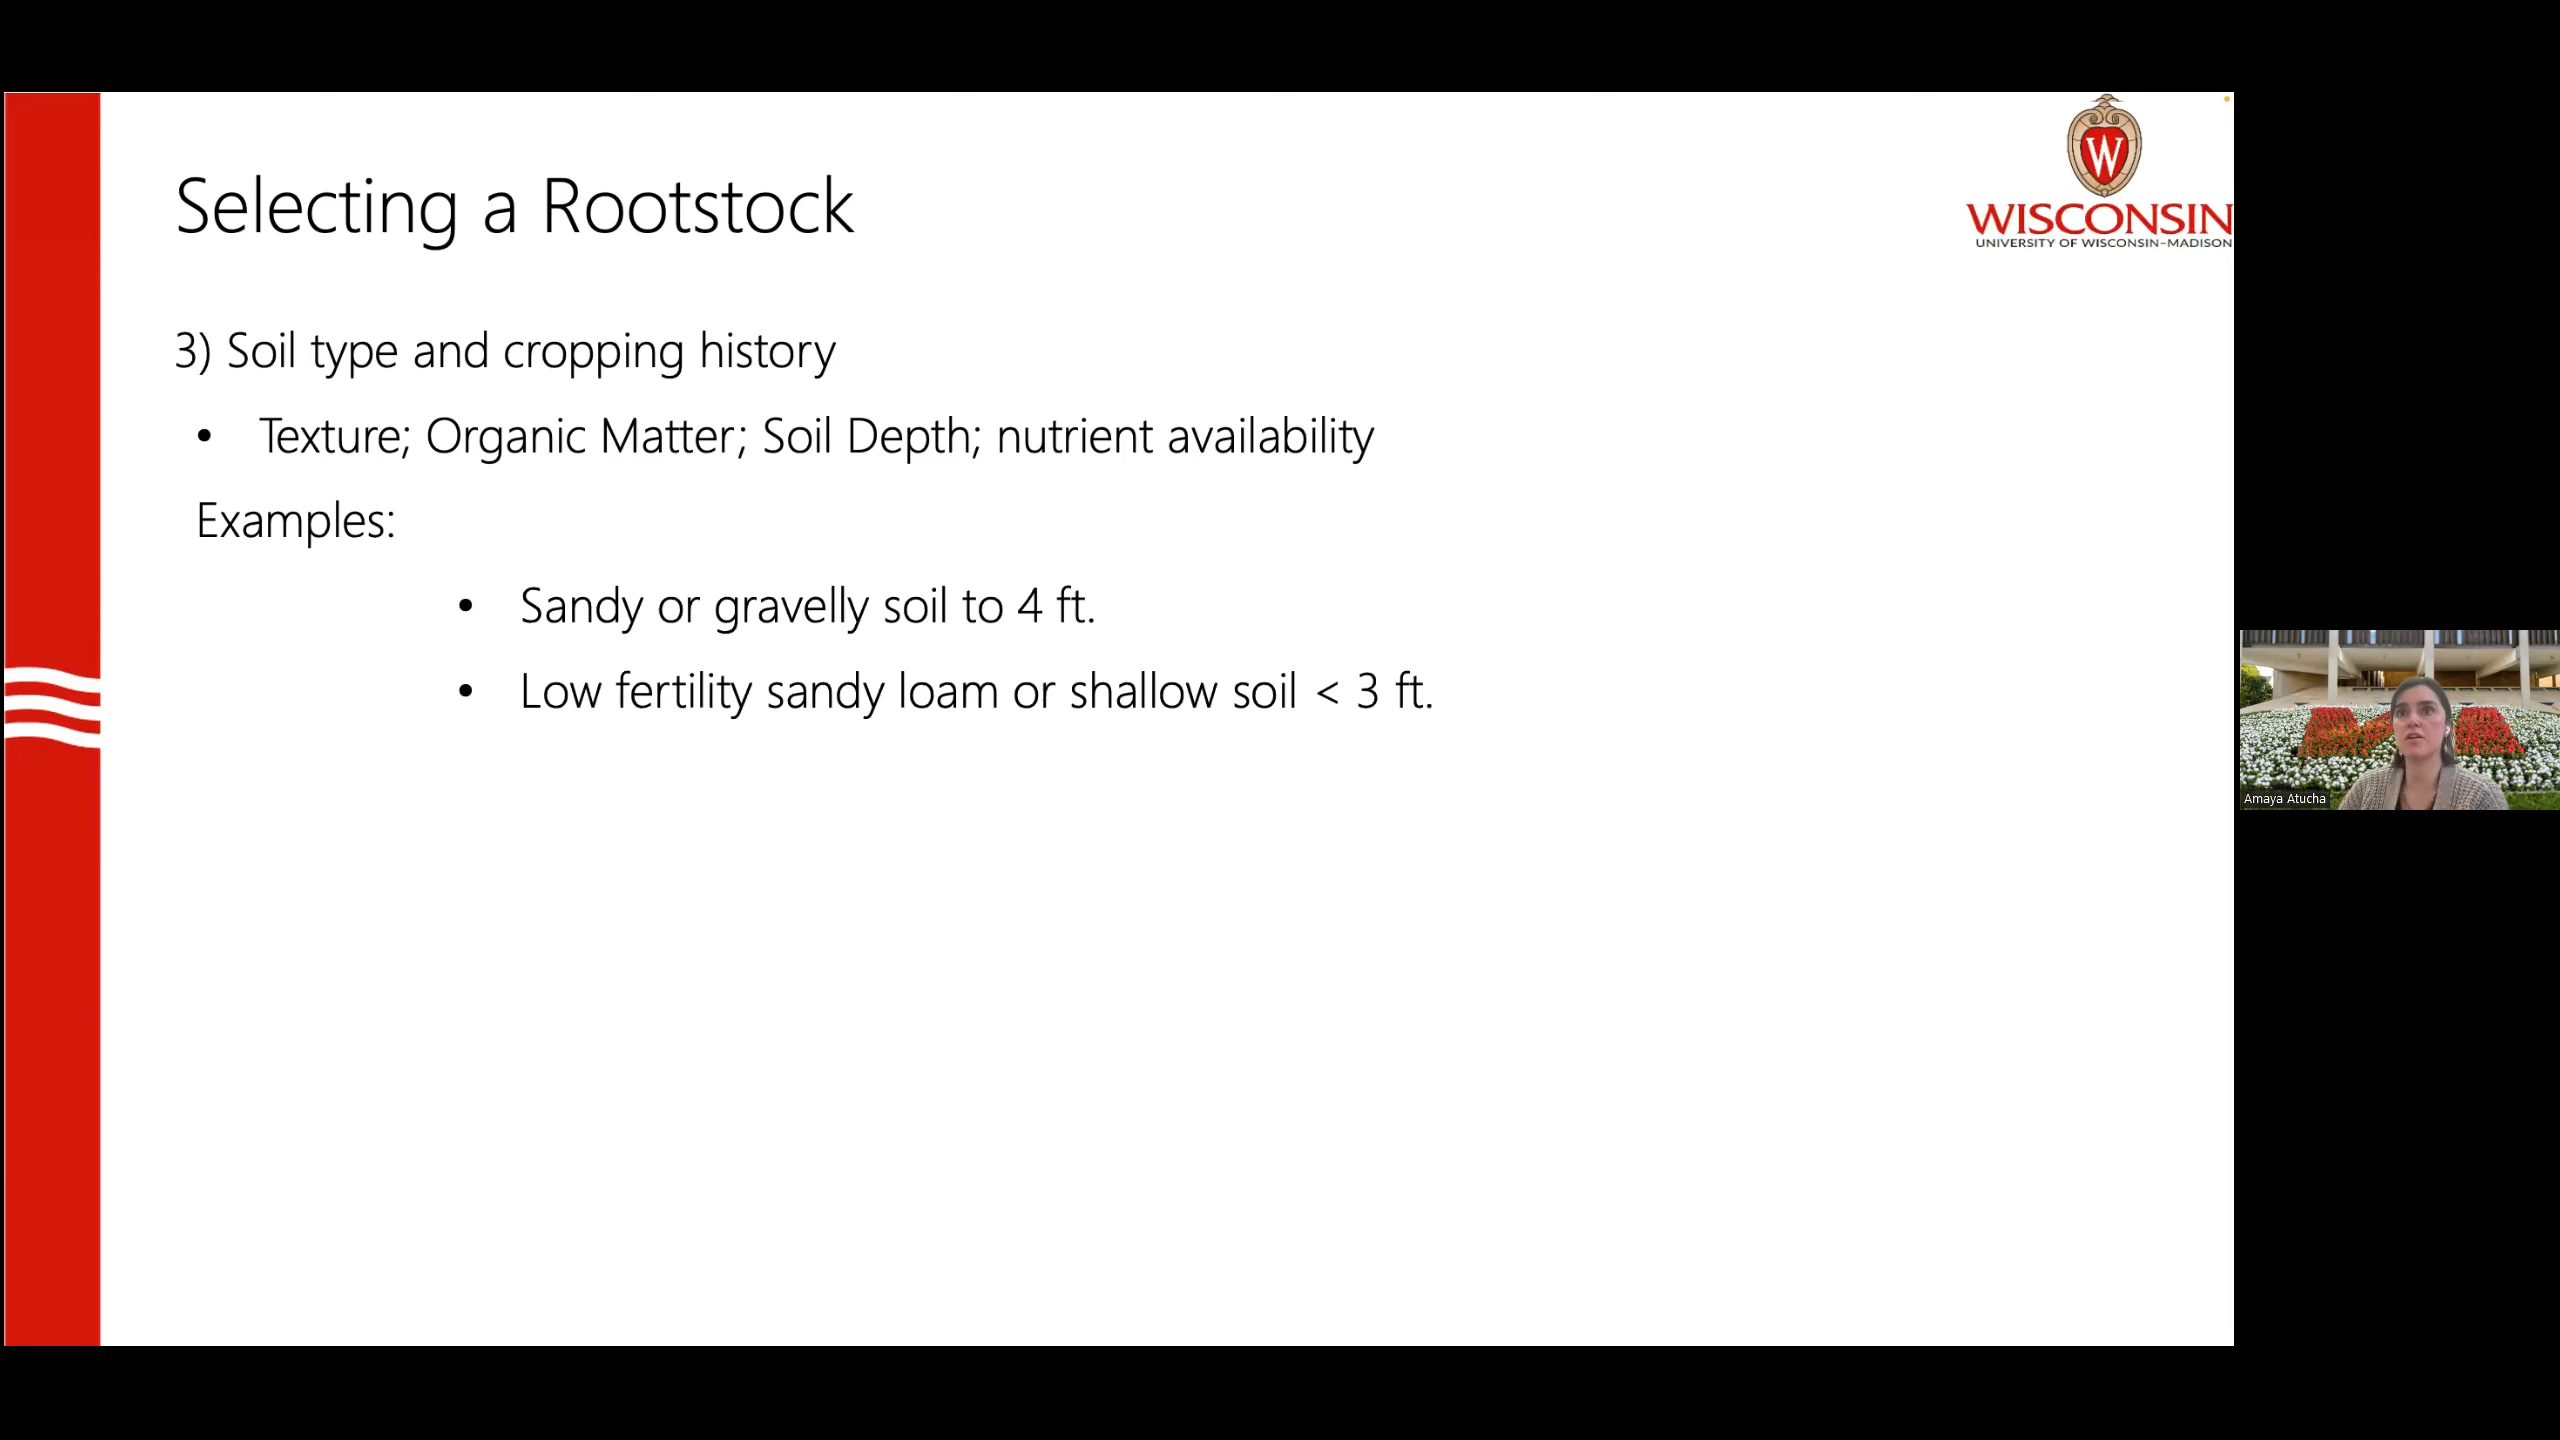 Selecting a Rootstock
W
WISCONSIN
UNIVERSITY OF WISCONSIN–MADISON
3) Soil type and cropping history
• Texture; Organic Matter; Soil Depth; nutrient availability
Examples:
• Sandy or gravelly soil to 4 ft.
• Low fertility sandy loam or shallow soil < 3 ft.
Amaya Atucha